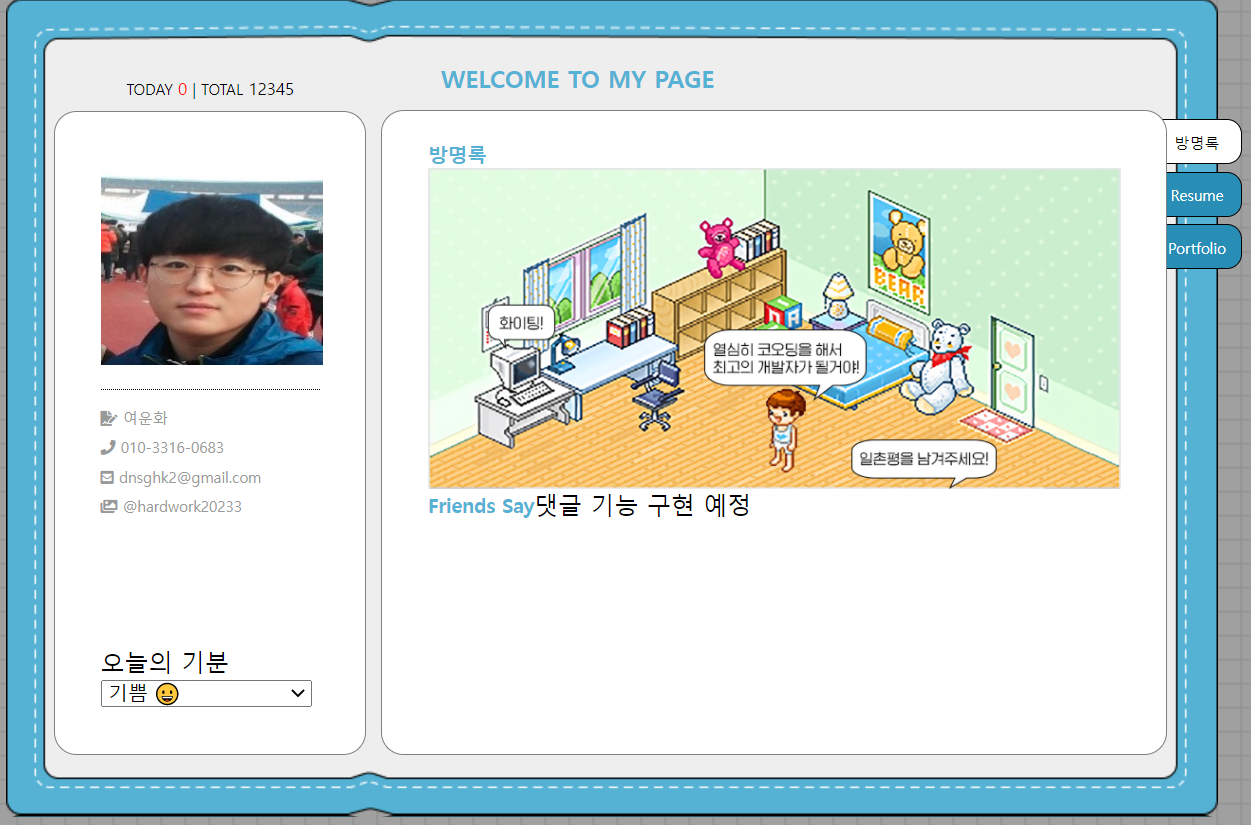 TODAY 0 | TOTAL 12345
WELCOME TO MY PAGE
여운화
010-3316-0683
dnsghk2@gmail.com
@hardwork20233
오늘의 기분
기쁨 😀
방명록
BEAR
화이팅!
열심히 코오딩을 해서
최고의 개발자가 될거야!
일촌평을 남겨주세요!
Friends Say댓글 기능 구현 예정
방명록
Resume
Portfolio